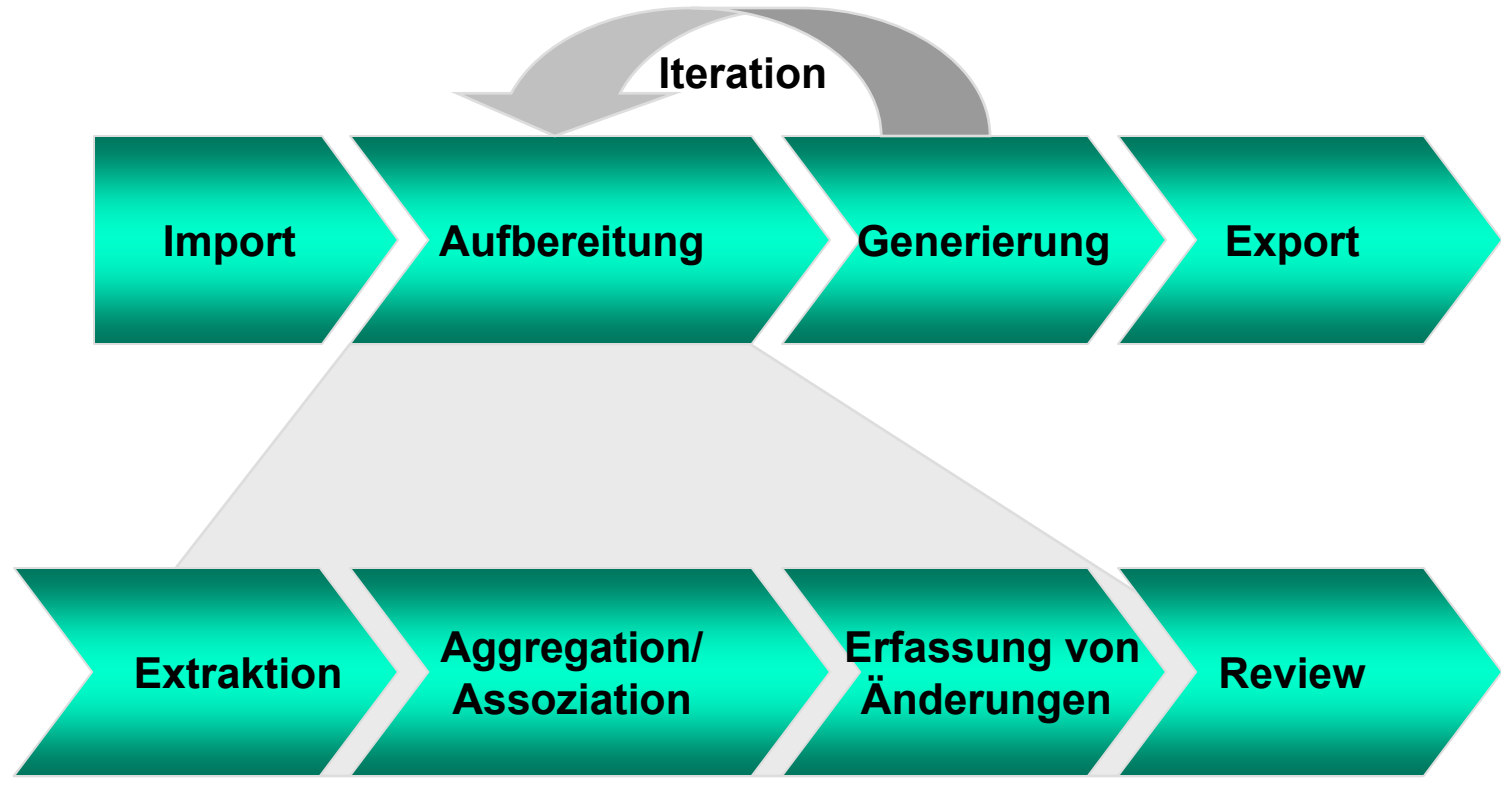 Iteration
Import
Aufbereitung
Generierung
Export
Extraktion
Aggregation/
Assoziation
Erfassung von
Änderungen
Review